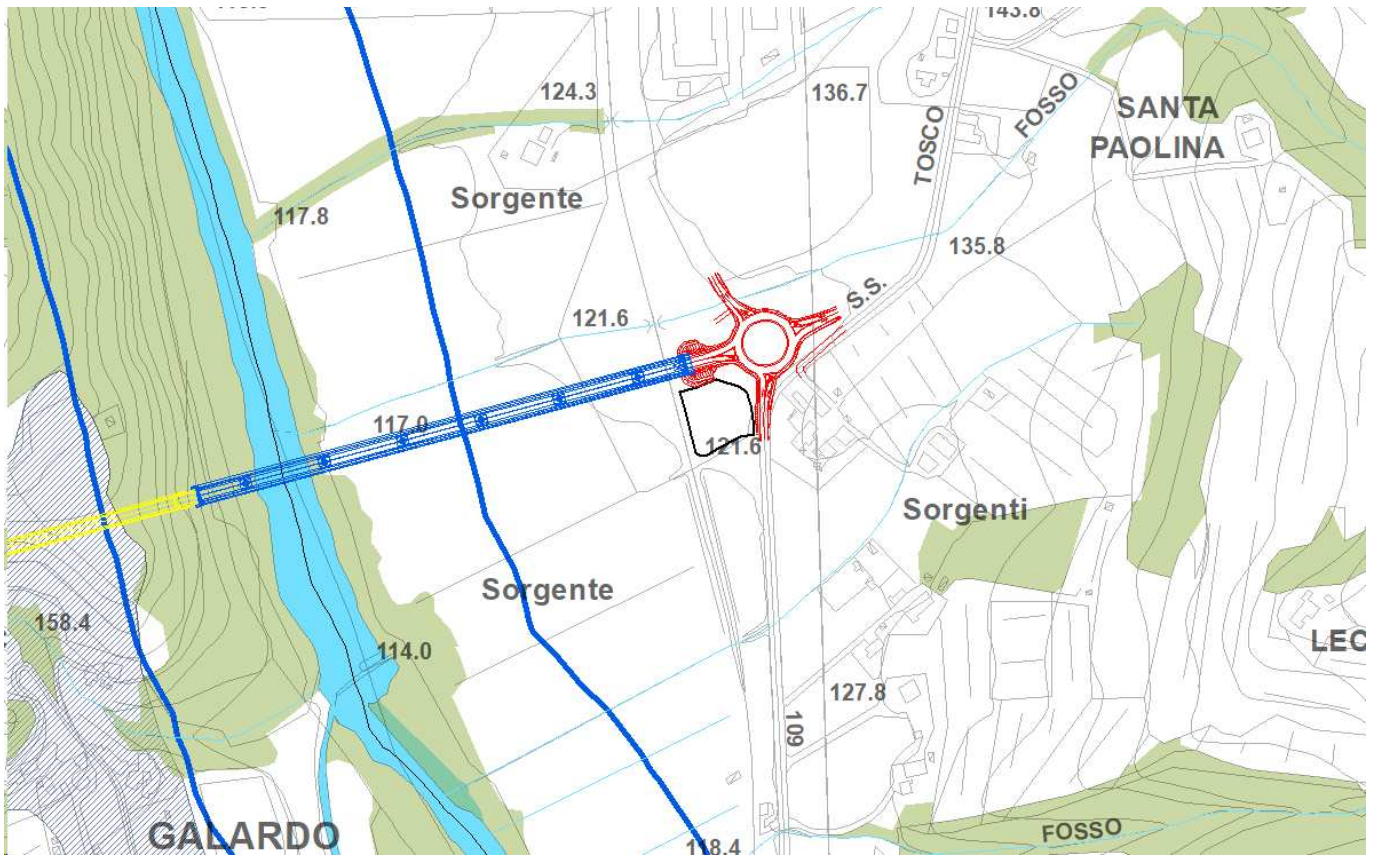 143.8
124.3
136.7
SANTA
PAOLINA
FOSSO
TOSCO
Sorgente
117.8
135.8
S.S.
121.6
117.0
121.6
Sorgenti
Sorgente
158.4
114.0
LEC
127.8
109
GALARDO
118.4
FOSSO